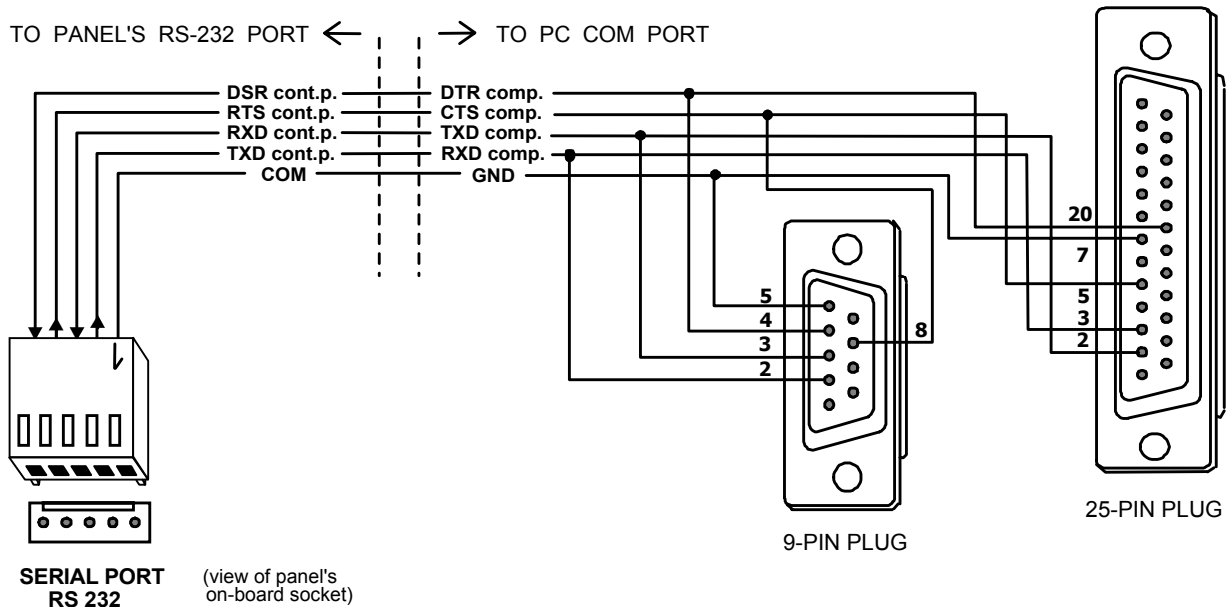 TO PANEL'S RS-232 PORT
TO PC COM PORT
DSR cont.p. DTR comp.
RTS cont.p. CTS comp.
RXD cont.p. TXD comp.
TXD cont.p. RXD comp.
COM GND
20
7
5
3
2
5
4
3
2
8
25-PIN PLUG
9-PIN PLUG
SERIAL PORT
RS 232
(view of panel's
on-board socket)